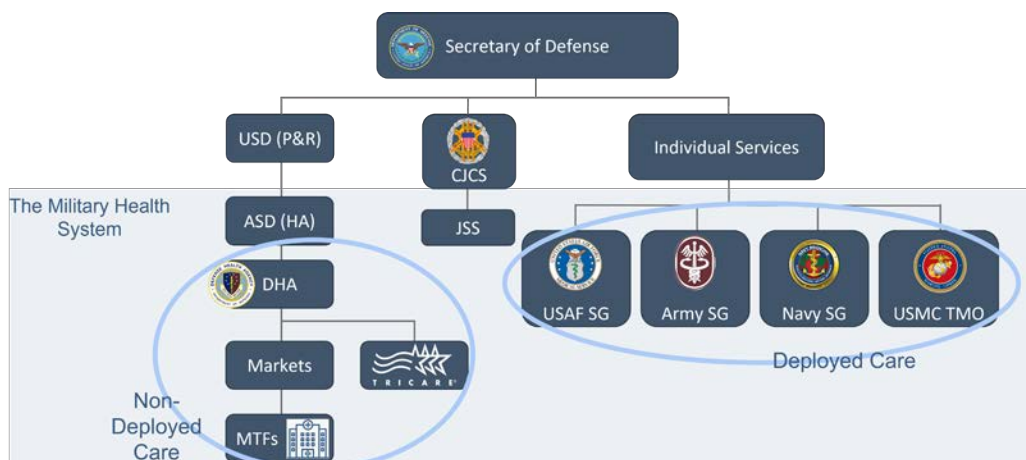 Secretary of Defense
USD (P&R)
CJCS
Individual Services
The Military Health
System
ASD (HA)
JSS
DHA
USAF SG
Army SG
Navy SG
USMC TMO
Markets
TRICARE
Deployed Care
Non-
Deployed
Care
MTFs